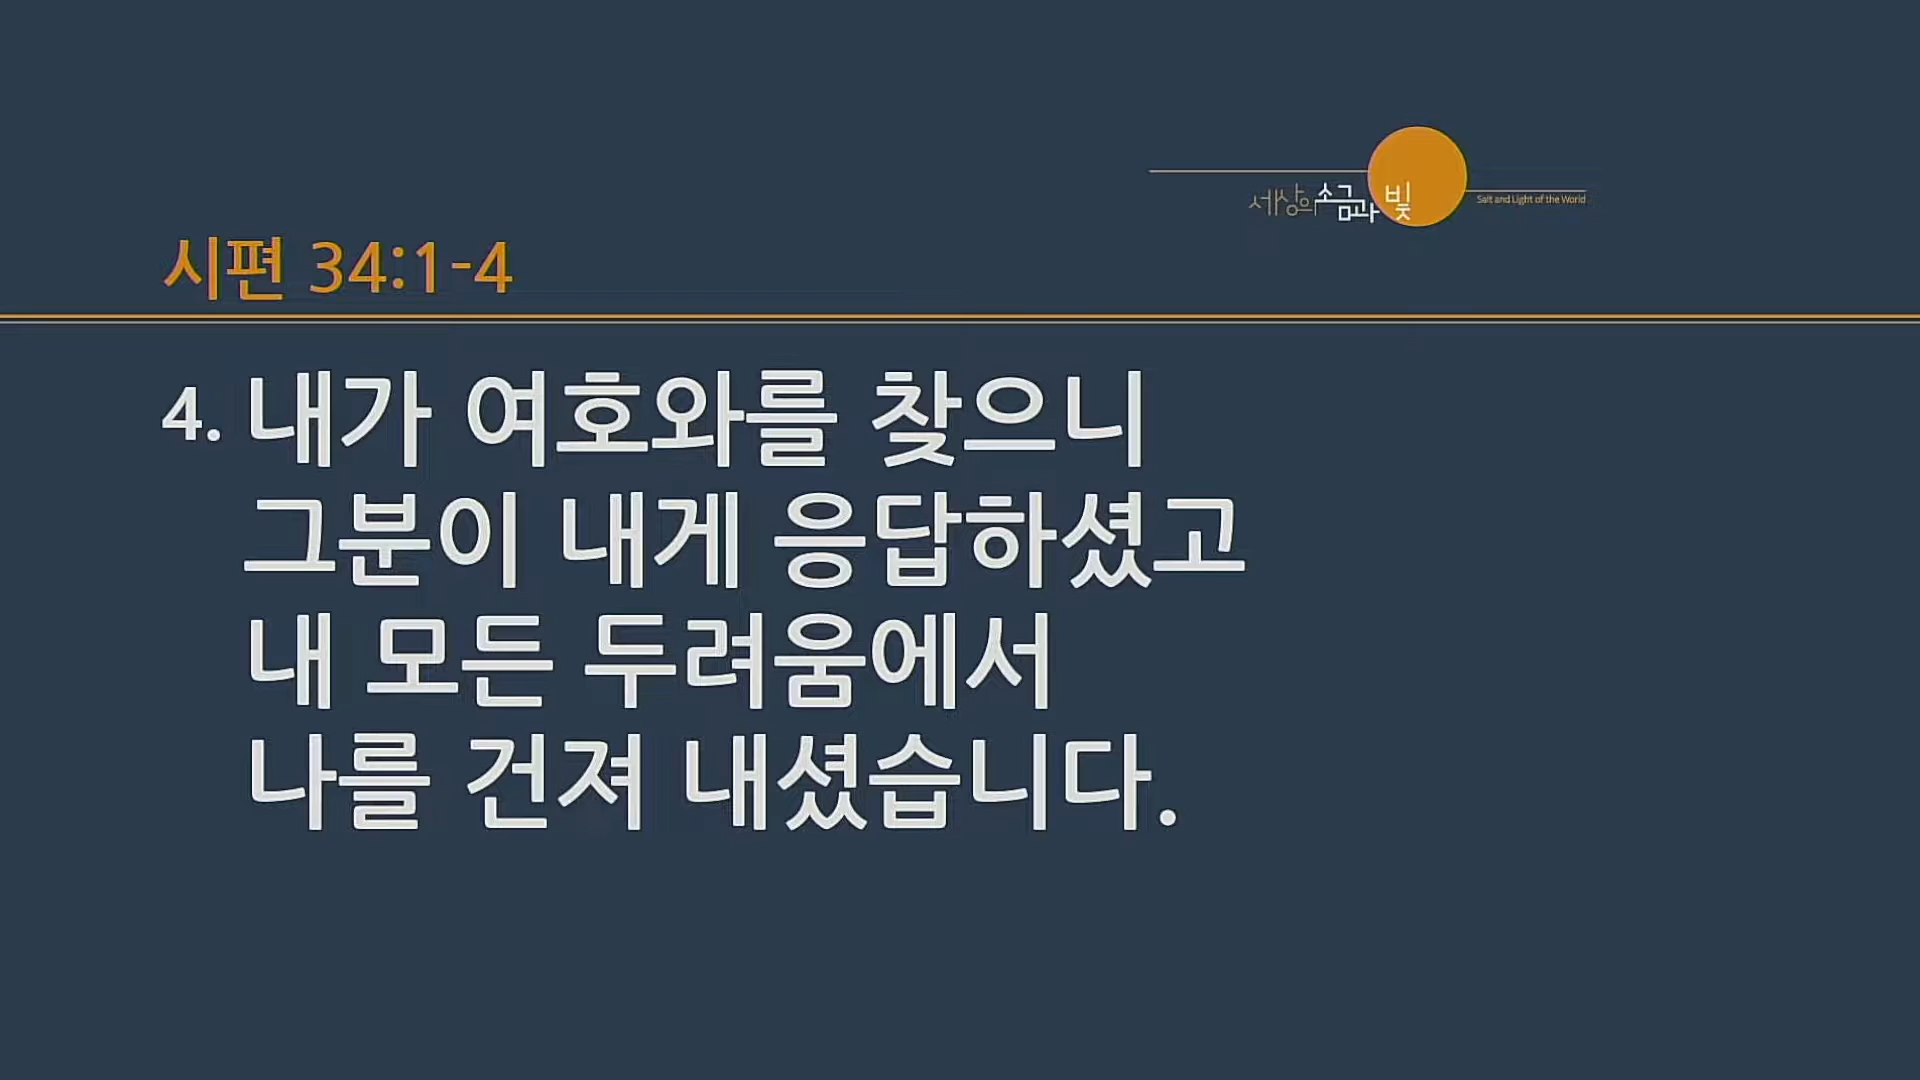 세상의소금과 빛
Salt and Light of the World
시편 34:1-4
4. 내가 여호와를 찾으니
그분이 내게 응답하셨고
내 모든 두려움에서
나를 건져 내셨습니다.